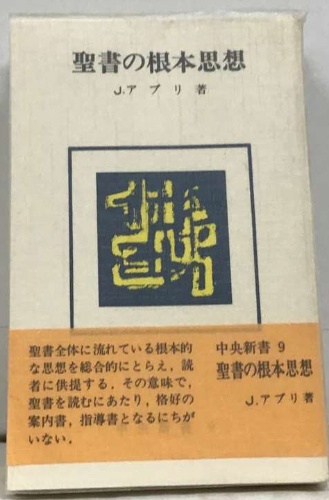 聖書の根本思想
J.アブリ 著
聖書全体に流れている根本的
な思想を総合的にとらえ，読
者に供提する．その意味で，
聖書を読むにあたり，格好の
案内書，指導書となるにちが
いない．
中央新書 9
聖書の根本思想
J.アブリ 著